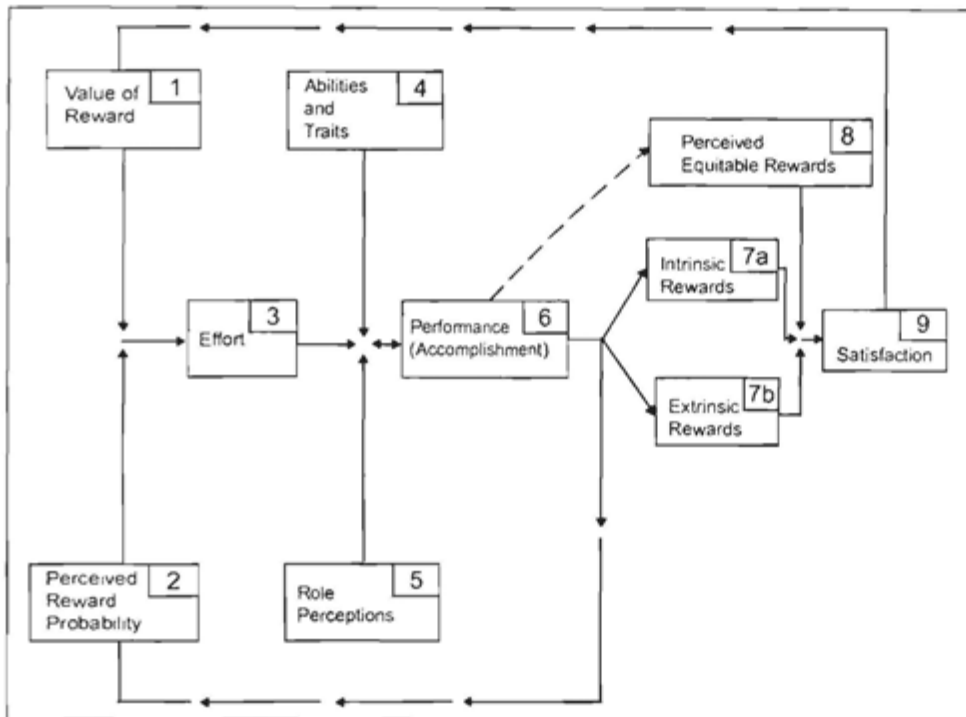 1
Value of
Reward
4
Abilities
and
Traits
8
Perceived
Equitable Rewards
7a
Intrinsic
Rewards
3
Effort
6
Performance
(Accomplishment)
9
Satisfaction
7b
Extrinsic
Rewards
2
Perceived
Reward
Probability
5
Role
Perceptions